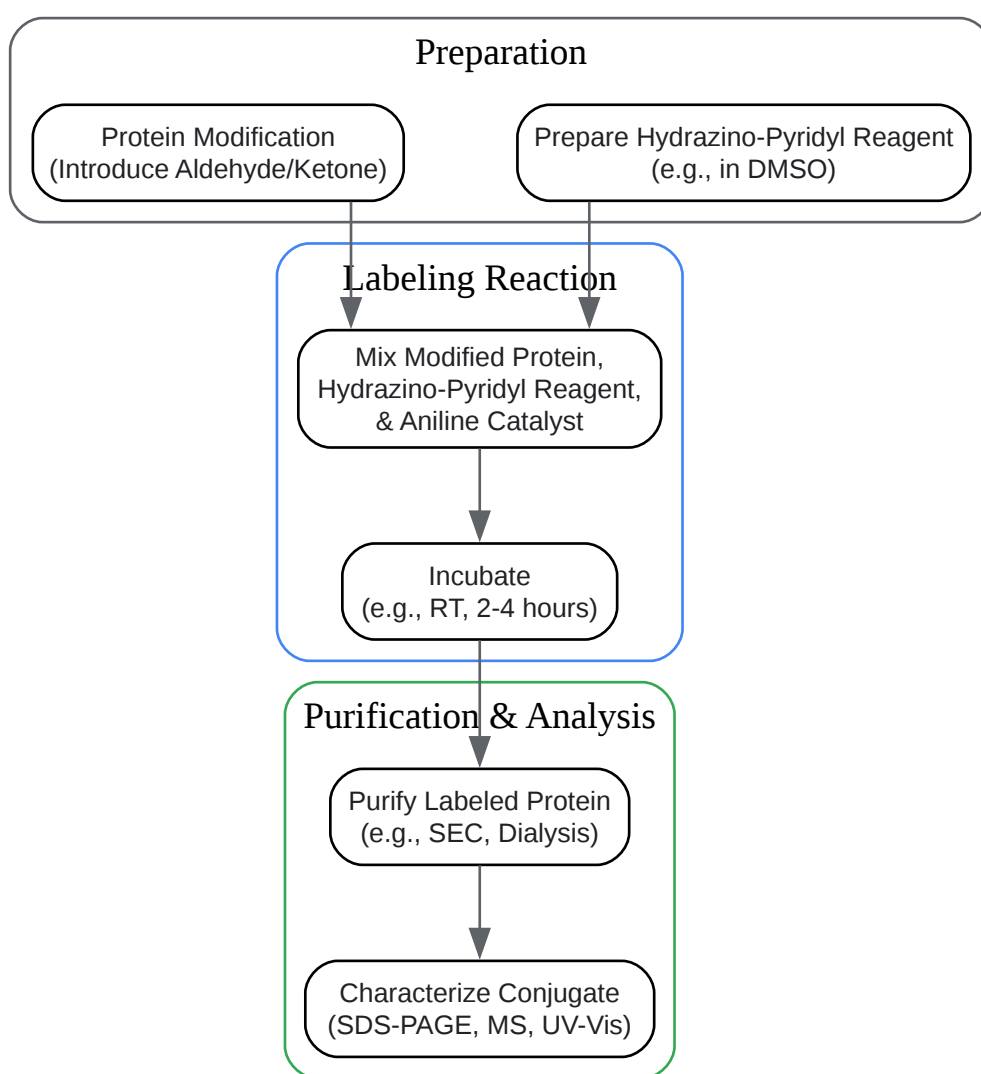 Preparation
Protein Modification
(Introduce Aldehyde/Ketone)
Prepare Hydrazino-Pyridyl Reagent
(e.g., in DMSO)
Labeling Reaction
Mix Modified Protein,
Hydrazino-Pyridyl Reagent,
& Aniline Catalyst
Incubate
(e.g., RT, 2-4 hours)
Purification & Analysis
Purify Labeled Protein
(e.g., SEC, Dialysis)
Characterize Conjugate
(SDS-PAGE, MS, UV-Vis)